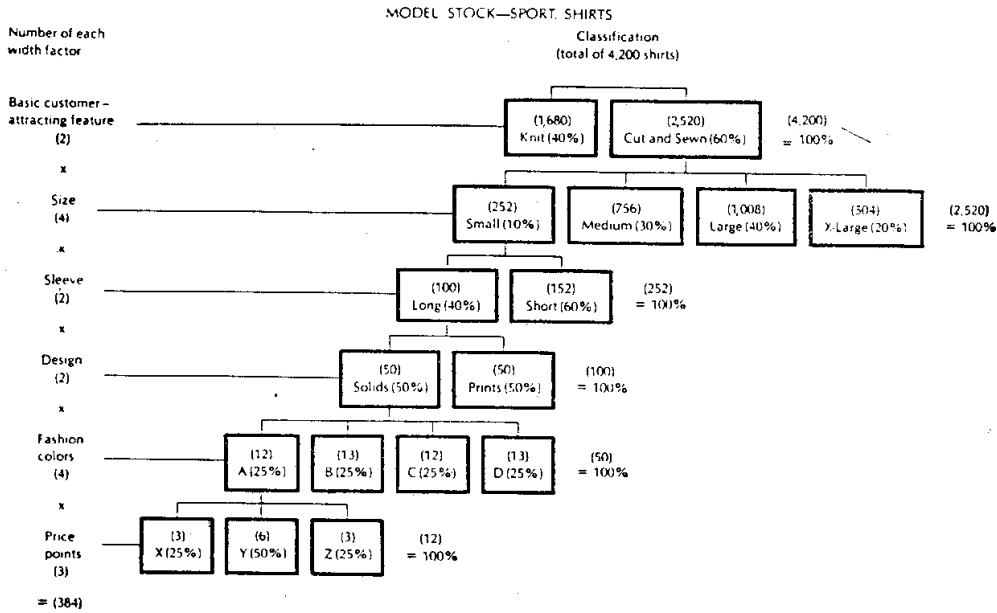 MODEL STOCK—SPORT SHIRTS
Number of each
width factor
Classification
(total of 4,200 shirts)
Basic customer–
attracting feature
(2)
(1,680)
Knit (40%)
(2,520)
Cut and Sewn (60%)
(4,200)
= 100%
x
Size
(4)
(252)
Small (10%)
(756)
Medium (30%)
(1,008)
Large (40%)
(504)
X-Large (20%)
(2,520)
= 100%
x
Sleeve
(2)
(100)
Long (40%)
(152)
Short (60%)
(252)
= 100%
x
Design
(2)
(50)
Solids (50%)
(50)
Prints (50%)
(100)
= 100%
x
Fashion
colors
(4)
(12)
A (25%)
(13)
B (25%)
(12)
C (25%)
(13)
D (25%)
(50)
= 100%
x
Price
points
(3)
(3)
X (25%)
(6)
Y (50%)
(3)
Z (25%)
(12)
= 100%
= (384)